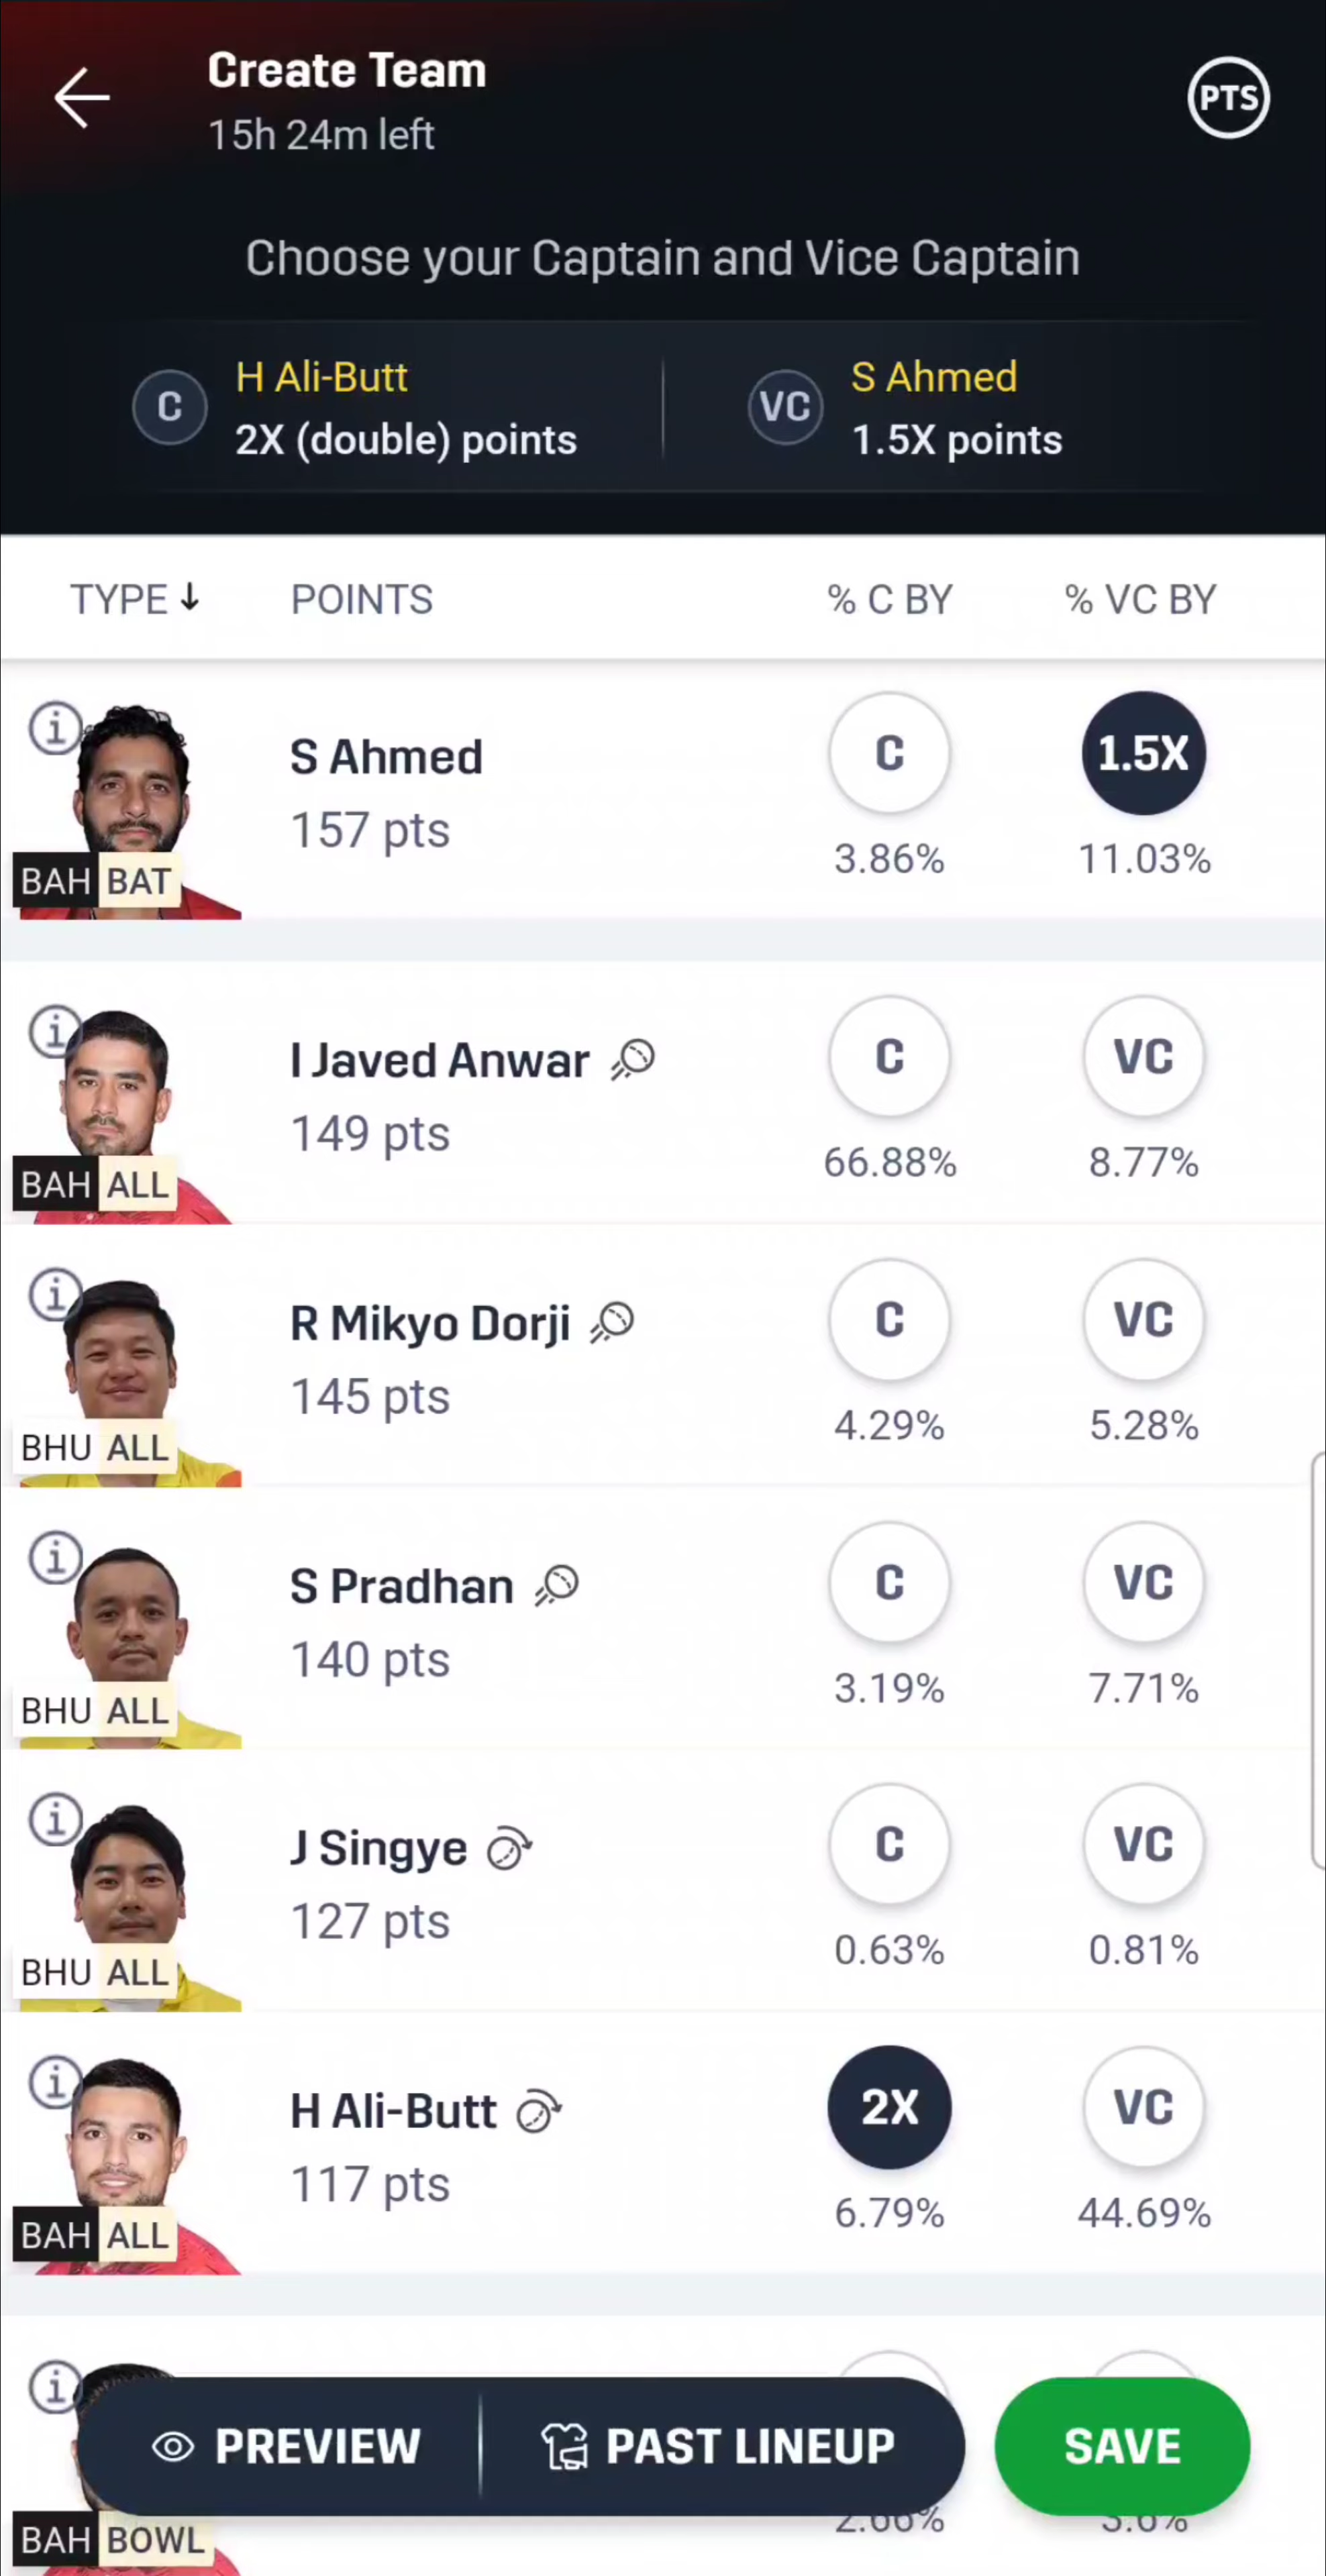 Create Team
15h 24m left
PTS
Choose your Captain and Vice Captain
C H Ali-Butt
2X (double) points
VC S Ahmed
1.5X points
TYPE ↓ POINTS % C BY % VC BY
S Ahmed C 1.5X
157 pts 3.86% 11.03%
BAH BAT
I Javed Anwar C VC
149 pts 66.88% 8.77%
BAH ALL
R Mikyo Dorji C VC
145 pts 4.29% 5.28%
BHU ALL
S Pradhan C VC
140 pts 3.19% 7.71%
BHU ALL
J Singye C VC
127 pts 0.63% 0.81%
BHU ALL
H Ali-Butt 2X VC
117 pts 6.79% 44.69%
BAH ALL
PREVIEW PAST LINEUP SAVE
BAH BOWL